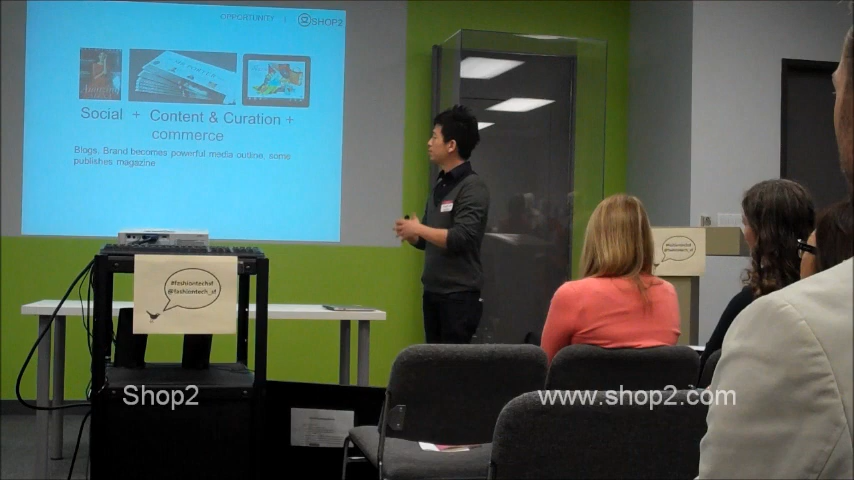 OPPORTUNITY | SHOP2
Social + Content & Curation +
commerce
Blogs, Brand becomes powerful media outline, some
publishes magazine
#fashiontechsf
@fashiontech_sf
#fashiontechsf
@fashiontech_sf
Shop2
www.shop2.com